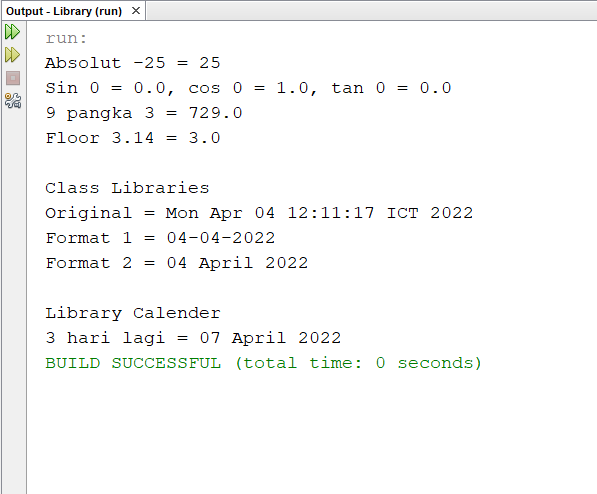 Output - Library (run)
run:
Absolut -25 = 25
Sin 0 = 0.0, cos 0 = 1.0, tan 0 = 0.0
9 pangka 3 = 729.0
Floor 3.14 = 3.0
Class Libraries
Original = Mon Apr 04 12:11:17 ICT 2022
Format 1 = 04-04-2022
Format 2 = 04 April 2022
Library Calender
3 hari lagi = 07 April 2022
BUILD SUCCESSFUL (total time: 0 seconds)